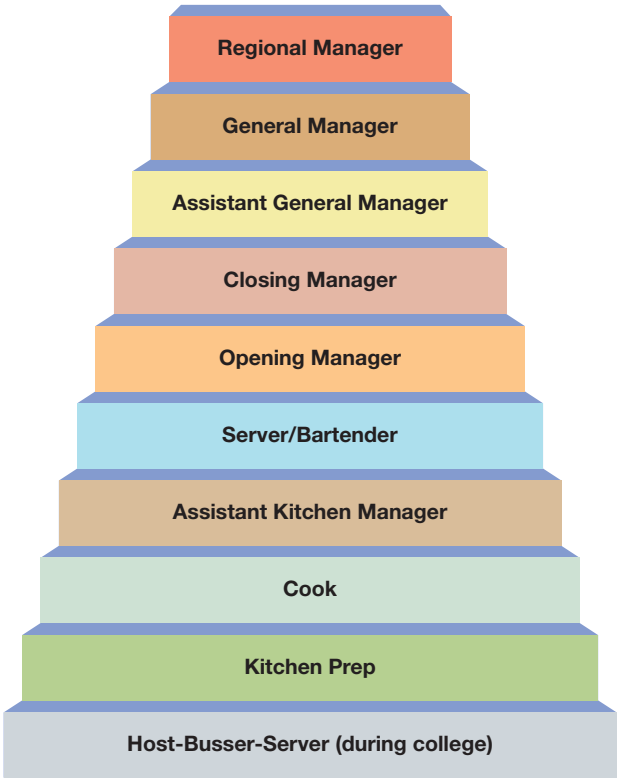 Regional Manager
General Manager
Assistant General Manager
Closing Manager
Opening Manager
Server/Bartender
Assistant Kitchen Manager
Cook
Kitchen Prep
Host-Busser-Server (during college)